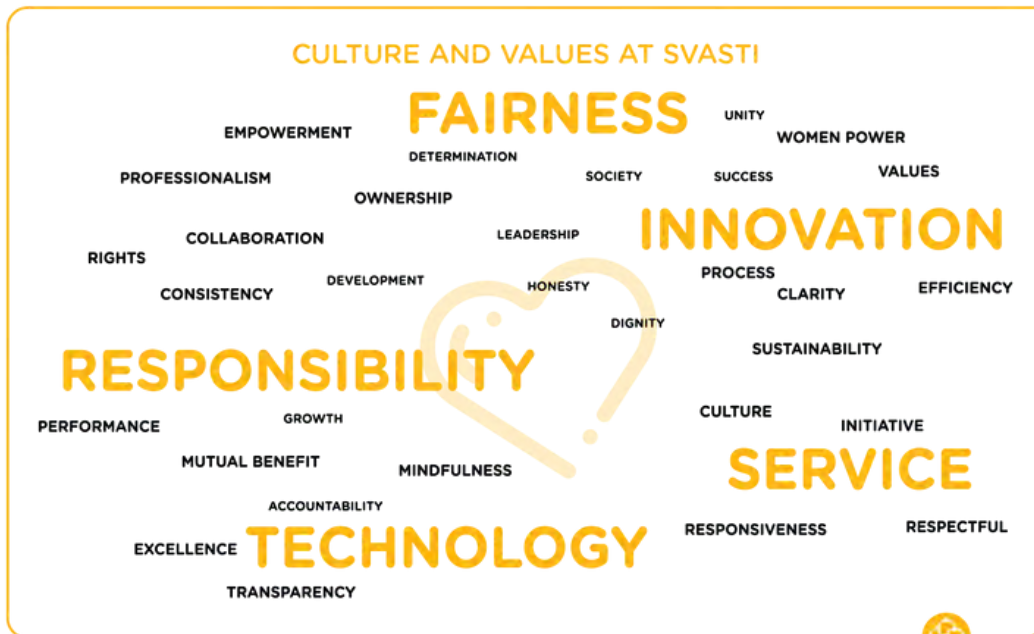 CULTURE AND VALUES AT SVASTI
FAIRNESS
UNITY
EMPOWERMENT
WOMEN POWER
DETERMINATION
PROFESSIONALISM
SOCIETY
SUCCESS
VALUES
OWNERSHIP
INNOVATION
COLLABORATION
LEADERSHIP
RIGHTS
PROCESS
DEVELOPMENT
HONESTY
CONSISTENCY
CLARITY
EFFICIENCY
DIGNITY
SUSTAINABILITY
RESPONSIBILITY
CULTURE
GROWTH
PERFORMANCE
INITIATIVE
MUTUAL BENEFIT
MINDFULNESS
SERVICE
ACCOUNTABILITY
RESPONSIVENESS
RESPECTFUL
EXCELLENCE
TECHNOLOGY
TRANSPARENCY